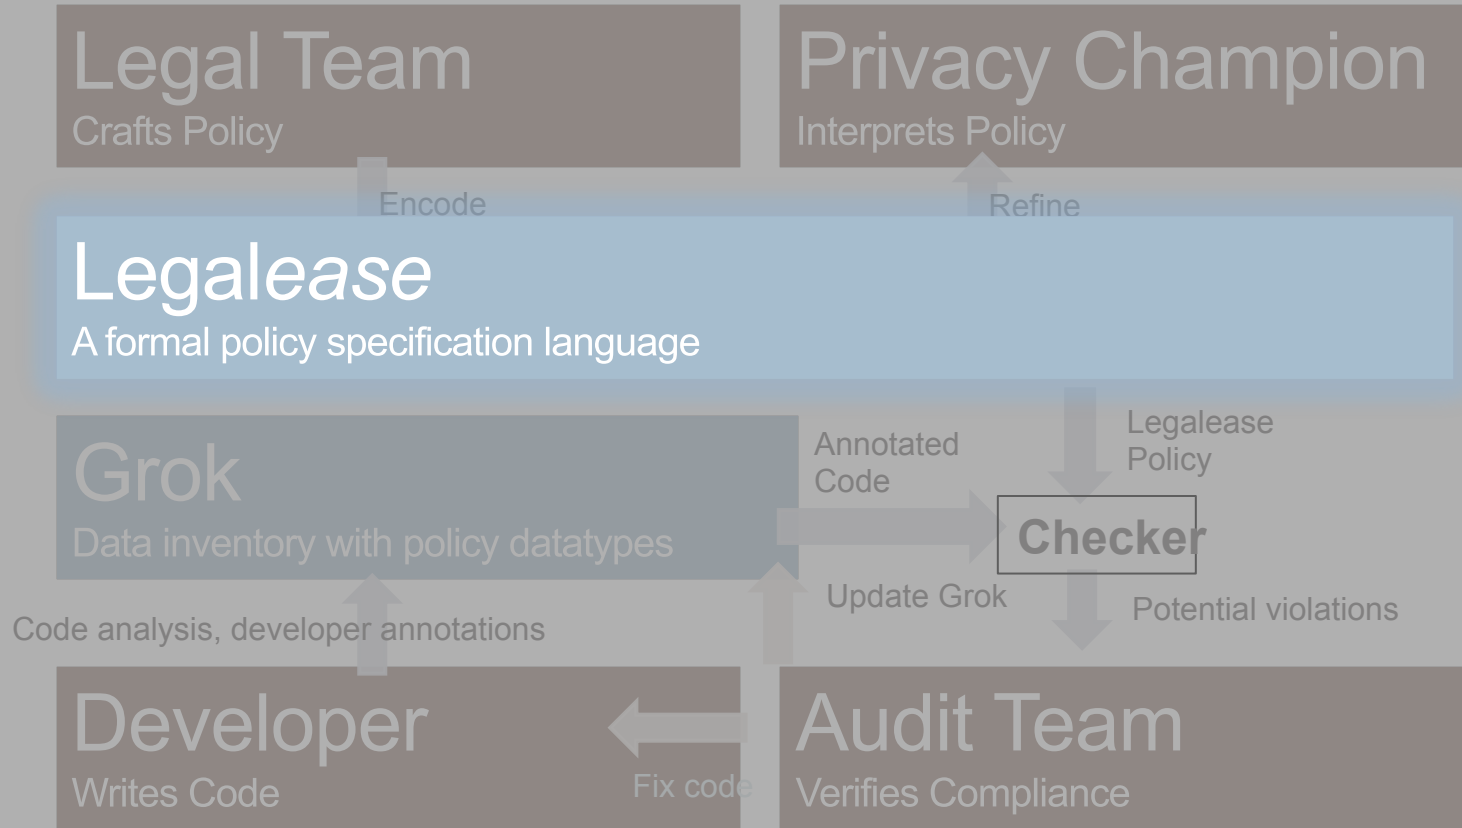 Legal Team
Crafts Policy
Privacy Champion
Interprets Policy
Encode
Refine
Legalease
A formal policy specification language
Grok
Data inventory with policy datatypes
Annotated
Code
Legalease
Policy
Checker
Update Grok
Potential violations
Code analysis, developer annotations
Developer
Writes Code
Fix code
Audit Team
Verifies Compliance